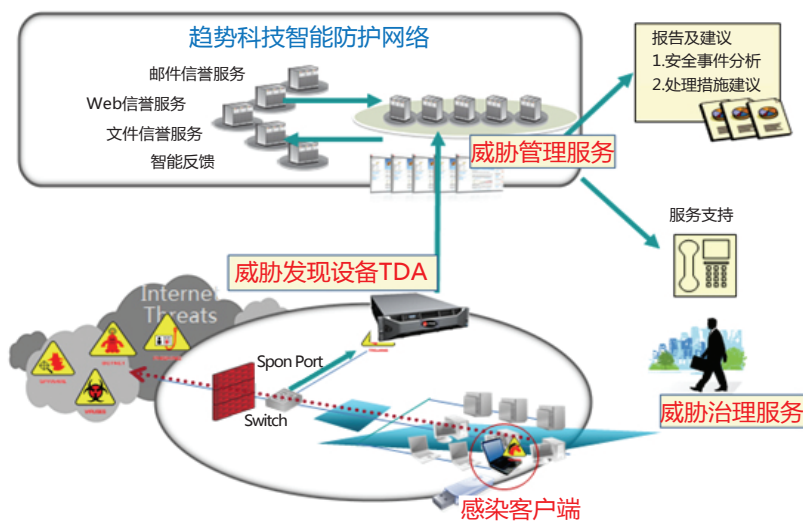 趋势科技智能防护网络
邮件信誉服务
Web信誉服务
文件信誉服务
智能反馈
威胁管理服务
报告及建议
1.安全事件分析
2.处理措施建议
服务支持
威胁发现设备TDA
Internet
Threats
Spon Port
Switch
威胁治理服务
感染客户端